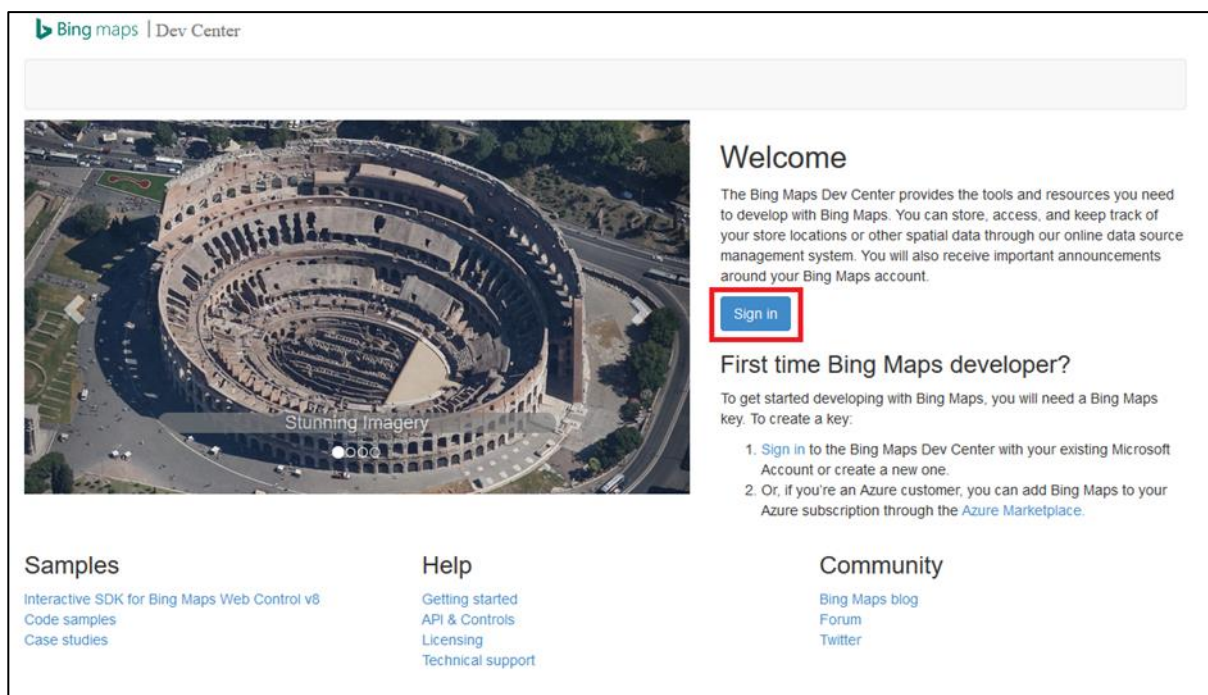 Bing maps | Dev Center
Stunning Imagery
Welcome
The Bing Maps Dev Center provides the tools and resources you need
to develop with Bing Maps. You can store, access, and keep track of
your store locations or other spatial data through our online data source
management system. You will also receive important announcements
around your Bing Maps account.
Sign in
First time Bing Maps developer?
To get started developing with Bing Maps, you will need a Bing Maps
key. To create a key:
1. Sign in to the Bing Maps Dev Center with your existing Microsoft
Account or create a new one.
2. Or, if you're an Azure customer, you can add Bing Maps to your
Azure subscription through the Azure Marketplace.
Samples
Interactive SDK for Bing Maps Web Control v8
Code samples
Case studies
Help
Getting started
API & Controls
Licensing
Technical support
Community
Bing Maps blog
Forum
Twitter